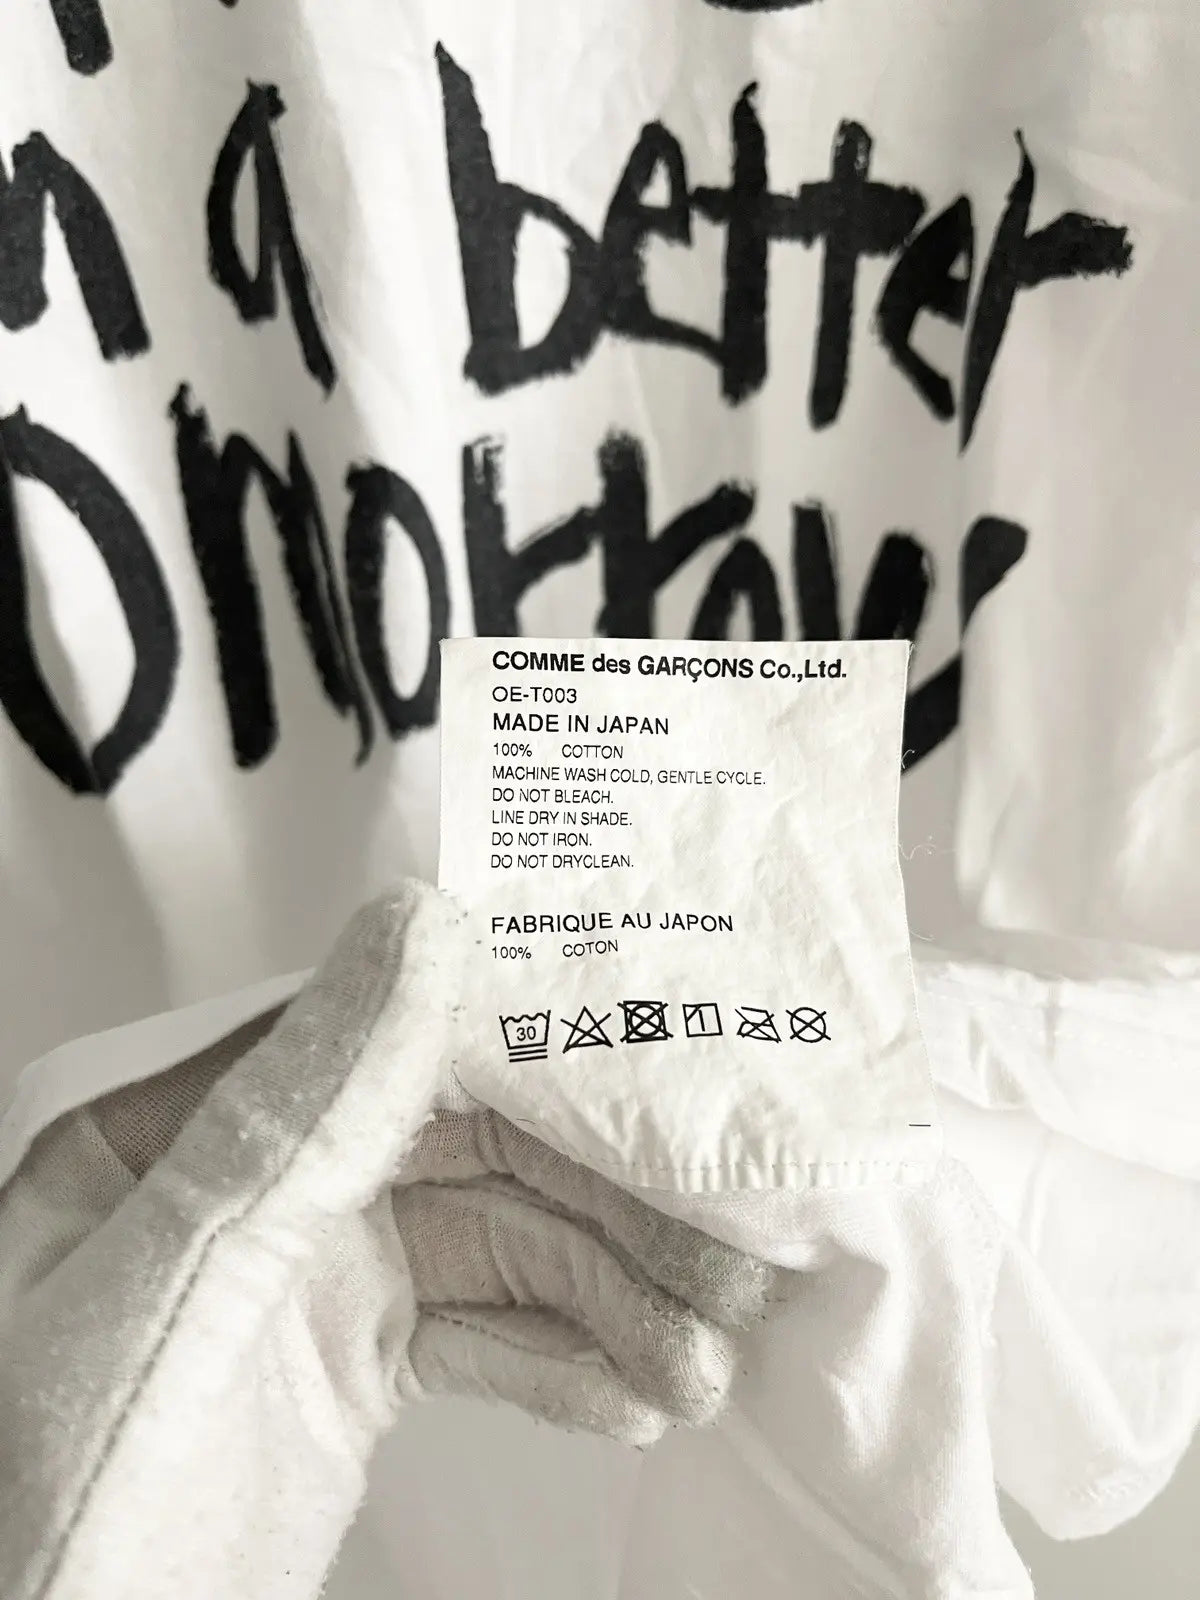 a better
COMME des GARÇONS Co.,Ltd.
OE-T003
MADE IN JAPAN
100% COTTON
MACHINE WASH COLD, GENTLE CYCLE.
DO NOT BLEACH.
LINE DRY IN SHADE.
DO NOT IRON.
DO NOT DRYCLEAN.
FABRIQUE AU JAPON
100% COTON
30
1